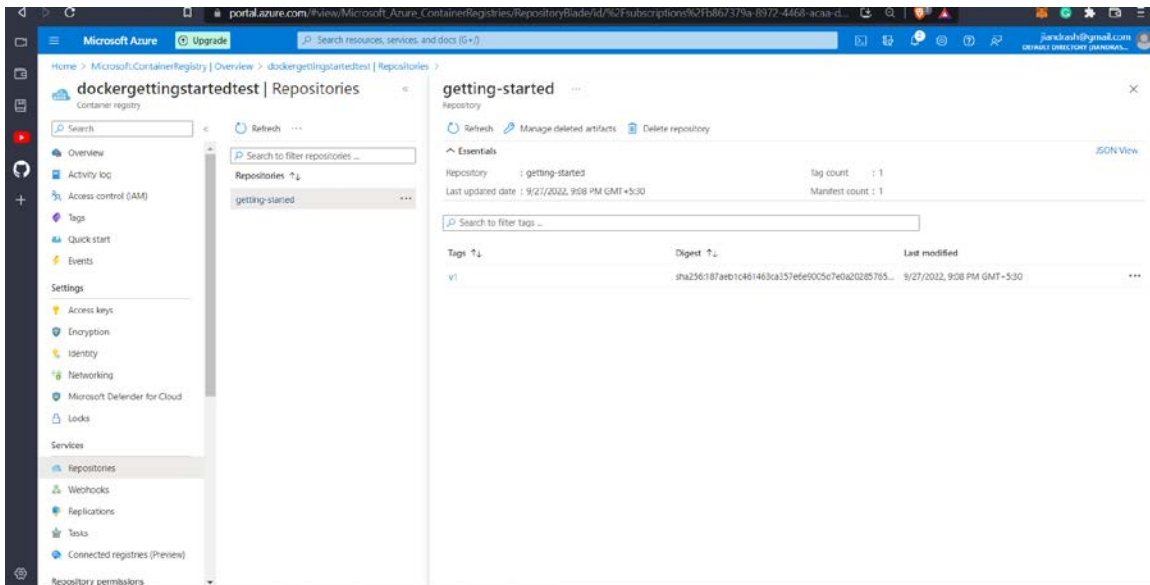 portal.azure.com/#view/Microsoft_Azure_ContainerRegistries/RepositoryBlade/id/%2Fsubscriptions%2Fb867379a-8972-4468-acaa-d...
Microsoft Azure
Upgrade
Search resources, services, and docs (G+/)
jiandrash@gmail.com
DEFAULT DIRECTORY
Home > Microsoft.ContainerRegistry | Overview > dockergettingstartedtest | Repositories >
dockergettingstartedtest | Repositories
Container registry
Search
Overview
Activity log
Access control (IAM)
Tags
Quick start
Events
Settings
Access keys
Encryption
Identity
Networking
Microsoft Defender for Cloud
Locks
Services
Repositories
Webhooks
Replications
Tasks
Connected registries (Preview)
Repository permissions
Refresh ...
Search to filter repositories ...
Repositories ↑↓
getting-started ...
getting-started ...
Repository
Refresh Manage deleted artifacts Delete repository
Essentials
JSON View
Repository : getting-started
Tag count : 1
Last updated date : 9/27/2022, 9:08 PM GMT+5:30
Manifest count : 1
Search to filter tags ...
Tags ↑↓ Digest ↑↓ Last modified
v1 sha256:187aeb1c461463ca357e6e9005d7e0a20285765... 9/27/2022, 9:08 PM GMT+5:30 ...